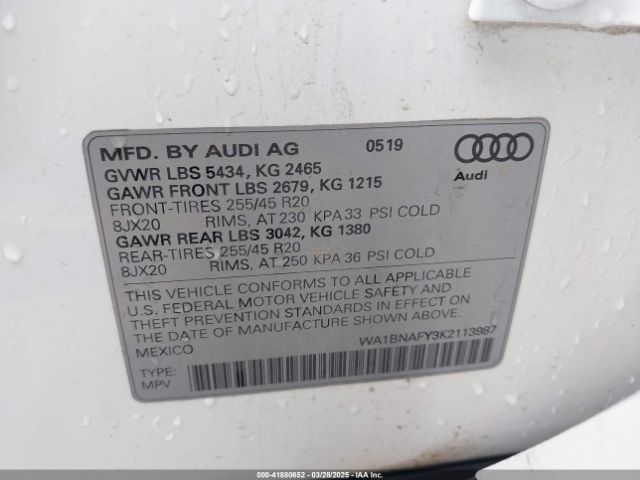 MFD. BY AUDI AG 0519
GVWR LBS 5434, KG 2465
GAWR FRONT LBS 2679, KG 1215
FRONT-TIRES 255/45 R20
8JX20 RIMS, AT 230 KPA 33 PSI COLD
GAWR REAR LBS 3042, KG 1380
REAR-TIRES 255/45 R20
8JX20 RIMS, AT 250 KPA 36 PSI COLD
Audi
THIS VEHICLE CONFORMS TO ALL APPLICABLE
U.S. FEDERAL MOTOR VEHICLE SAFETY AND
THEFT PREVENTION STANDARDS IN EFFECT ON THE
DATE OF MANUFACTURE SHOWN ABOVE.
MEXICO WA1BNAFY3K2113987
TYPE:
MPV
000-41880652 - 03/28/2025 - IAAI.COM